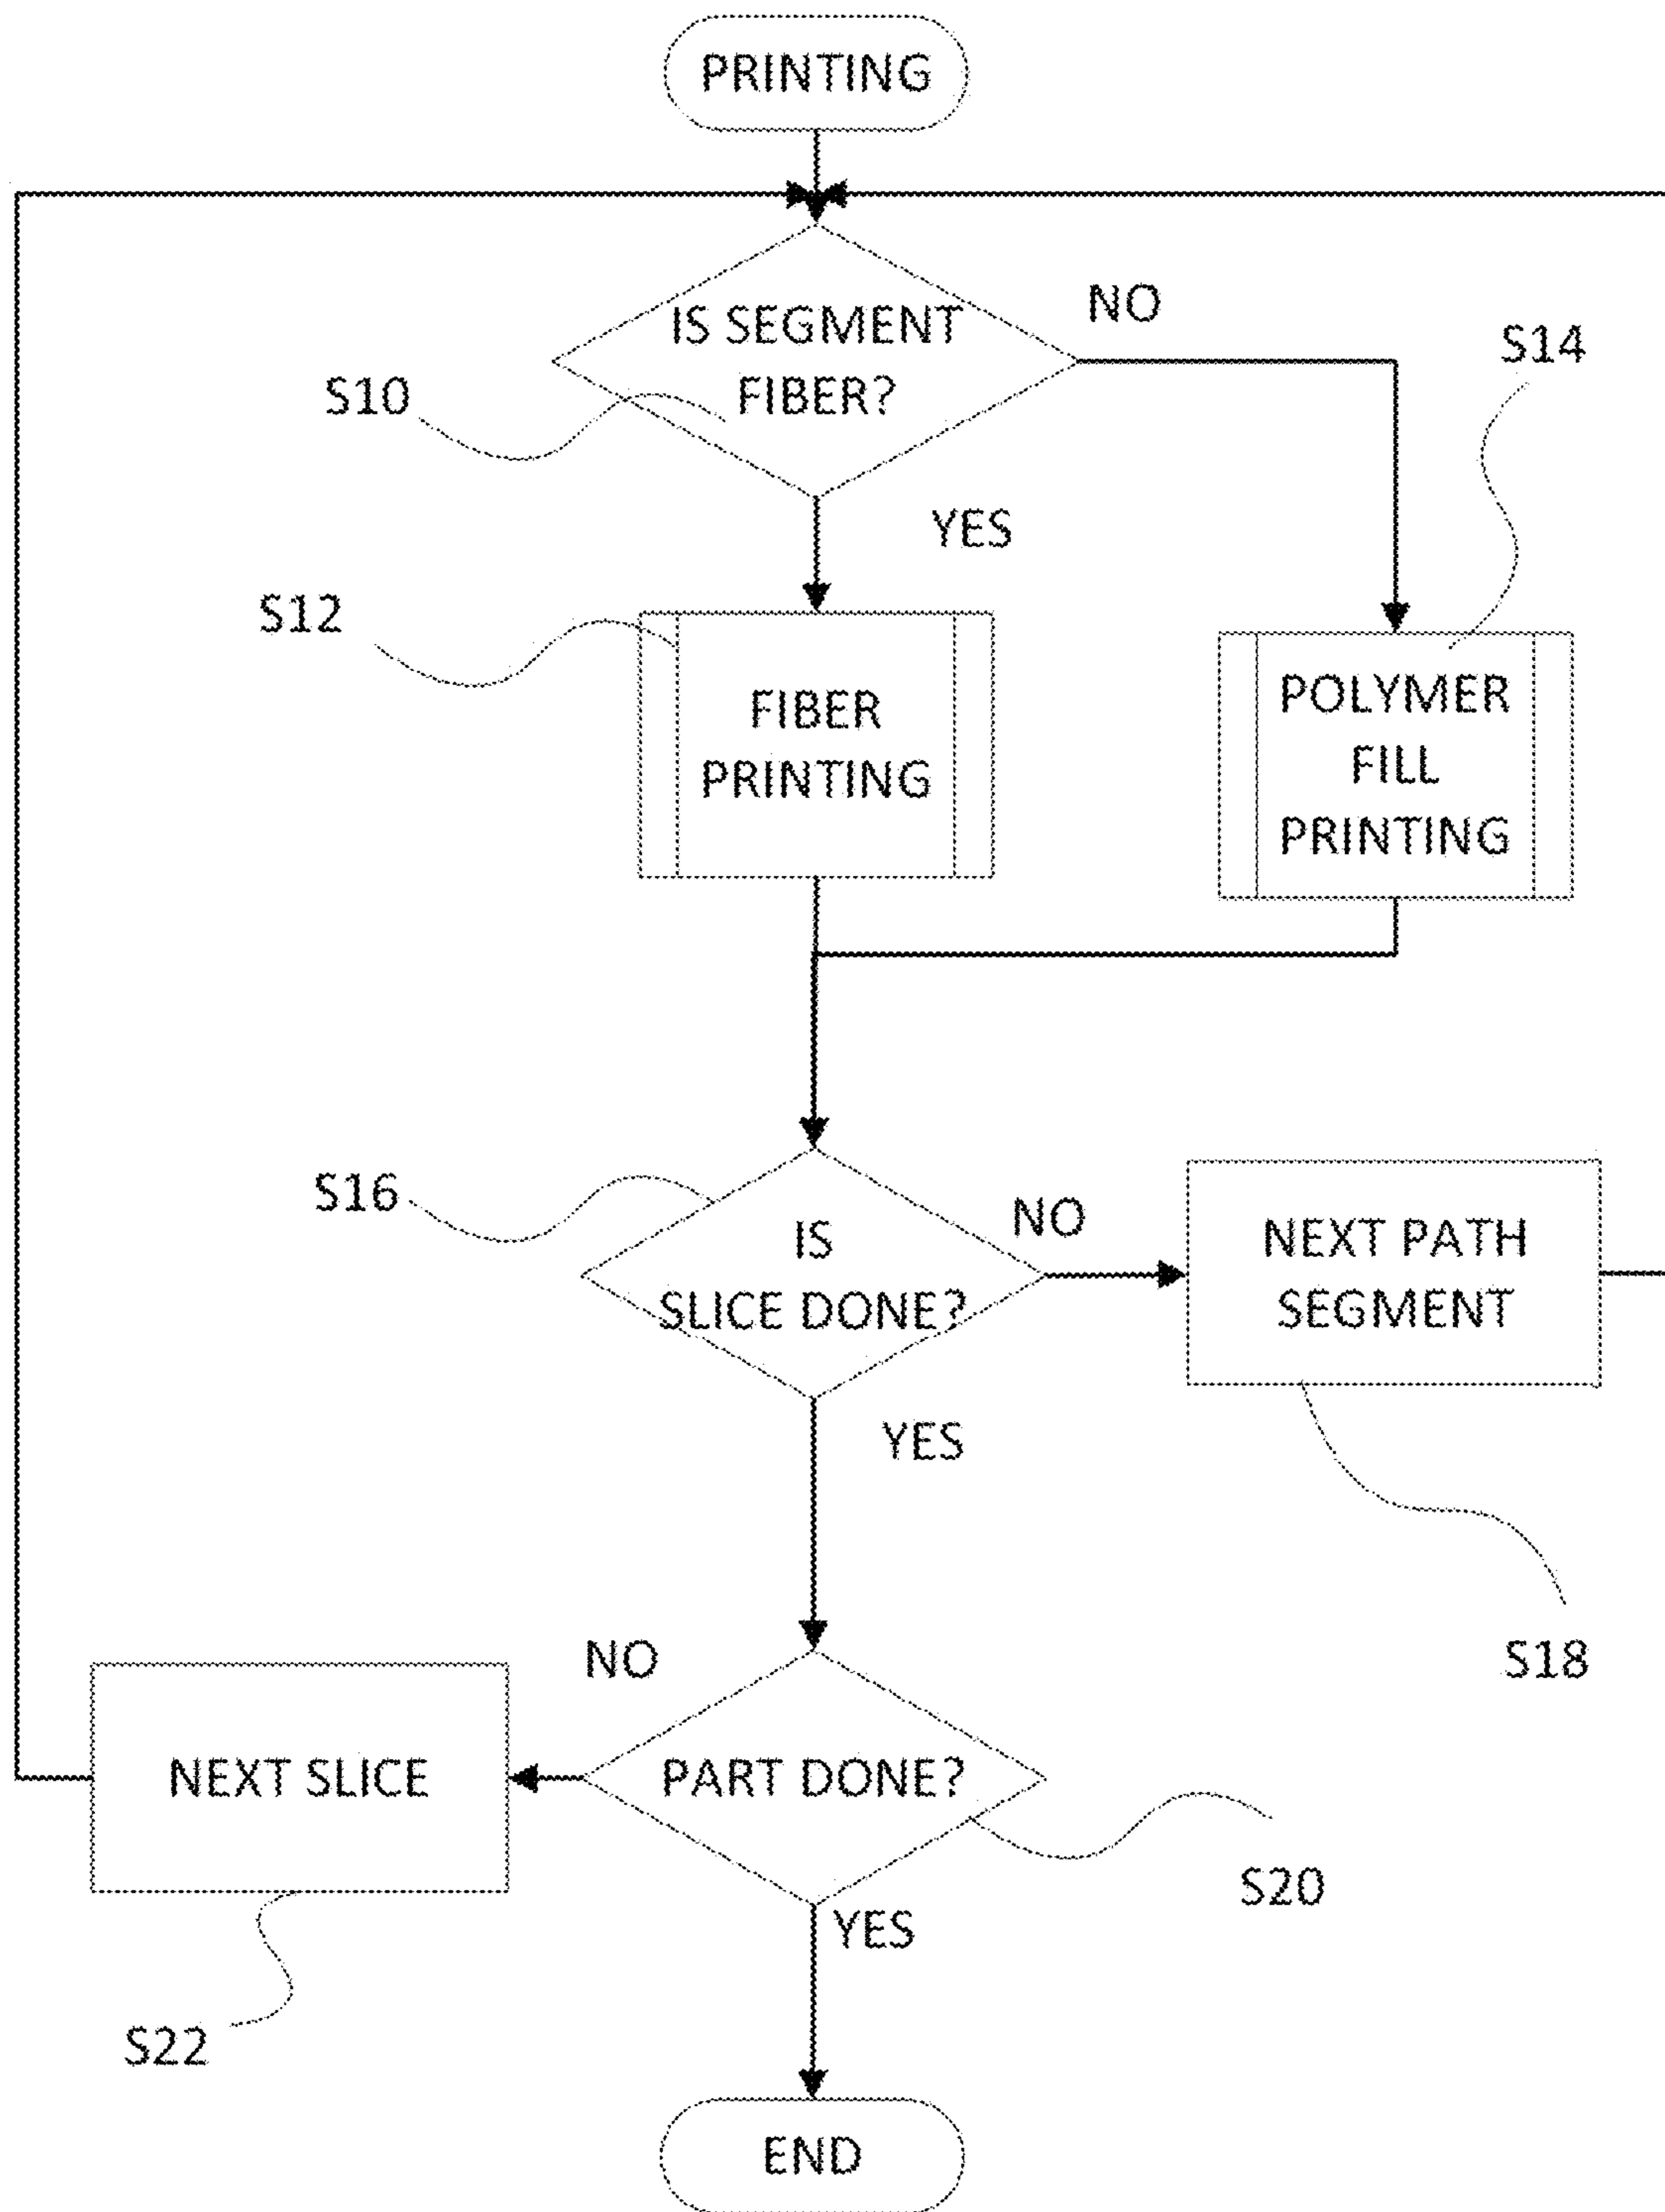 PRINTING
IS SEGMENT
FIBER?
NO
S10
S14
YES
S12
FIBER
PRINTING
POLYMER
FILL
PRINTING
S16
IS
SLICE DONE?
NO
NEXT PATH
SEGMENT
YES
S18
NO
NEXT SLICE
PART DONE?
S20
YES
S22
END